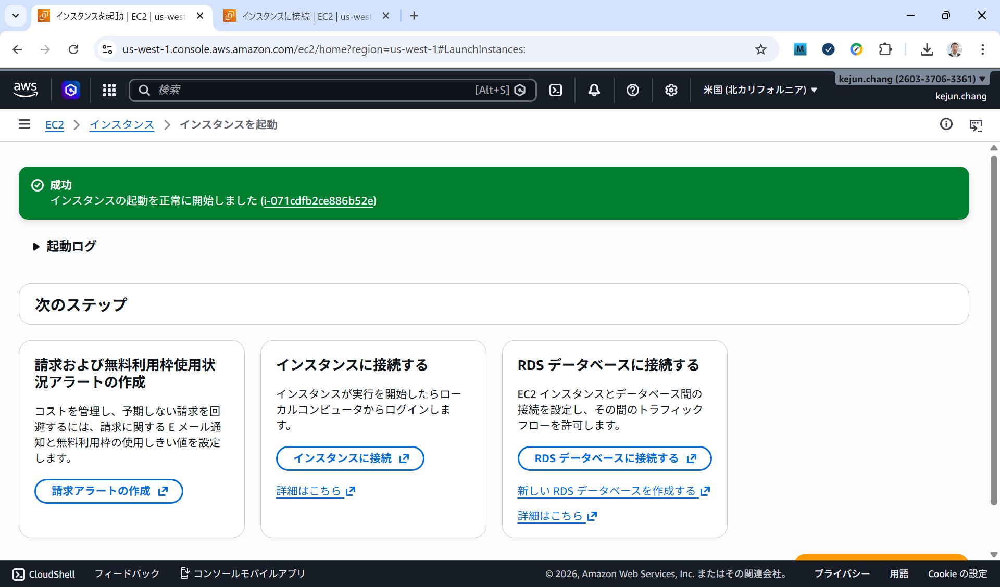 インスタンスを起動 | EC2 | us-west
インスタンスに接続 | EC2 | us-west
us-west-1.console.aws.amazon.com/ec2/home?region=us-west-1#LaunchInstances:
M
aws
検索
[Alt+S]
米国 (北カリフォルニア) ▼
kejun.chang (2603-3706-3361) ▼
kejun.chang
EC2
インスタンス
インスタンスを起動
成功
インスタンスの起動を正常に開始しました (i-071cdfb2ce886b52e)
起動ログ
次のステップ
請求および無料利用枠使用状
況アラートの作成
コストを管理し、予期しない請求を回
避するには、請求に関する E メール通
知と無料利用枠の使用しきい値を設定
します。
請求アラートの作成
インスタンスに接続する
インスタンスが実行を開始したらロー
カルコンピュータからログインしま
す。
インスタンスに接続
詳細はこちら
RDS データベースに接続する
EC2 インスタンスとデータベース間の
接続を設定し、その間のトラフィック
フローを許可します。
RDS データベースに接続する
新しい RDS データベースを作成する
詳細はこちら
CloudShell
フィードバック
コンソールモバイルアプリ
© 2026, Amazon Web Services, Inc. またはその関連会社。
プライバシー
用語
Cookie の設定